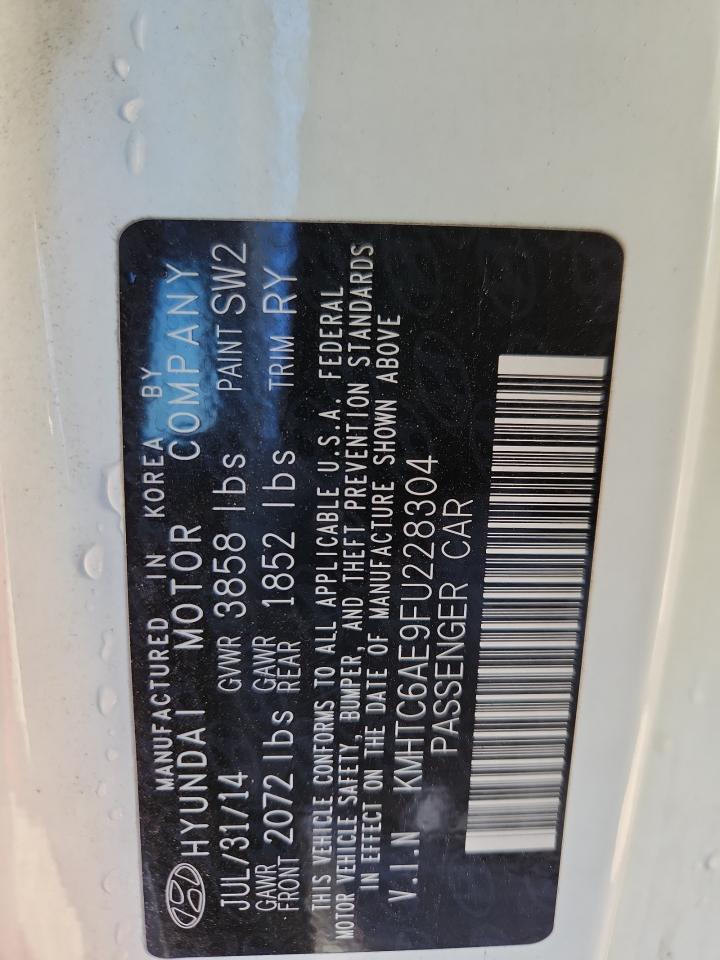 MANUFACTURED IN KOREA BY
HYUNDAI MOTOR COMPANY
JUL/31/14 GVWR 3858 lbs PAINT SW2
GAWR FRONT 2072 lbs GAWR REAR 1852 lbs TRIM RY
THIS VEHICLE CONFORMS TO ALL APPLICABLE U.S.A. FEDERAL
MOTOR VEHICLE SAFETY, BUMPER, AND THEFT PREVENTION STANDARDS
IN EFFECT ON THE DATE OF MANUFACTURE SHOWN ABOVE
V.I.N KMHTC6AE9FU228304
PASSENGER CAR